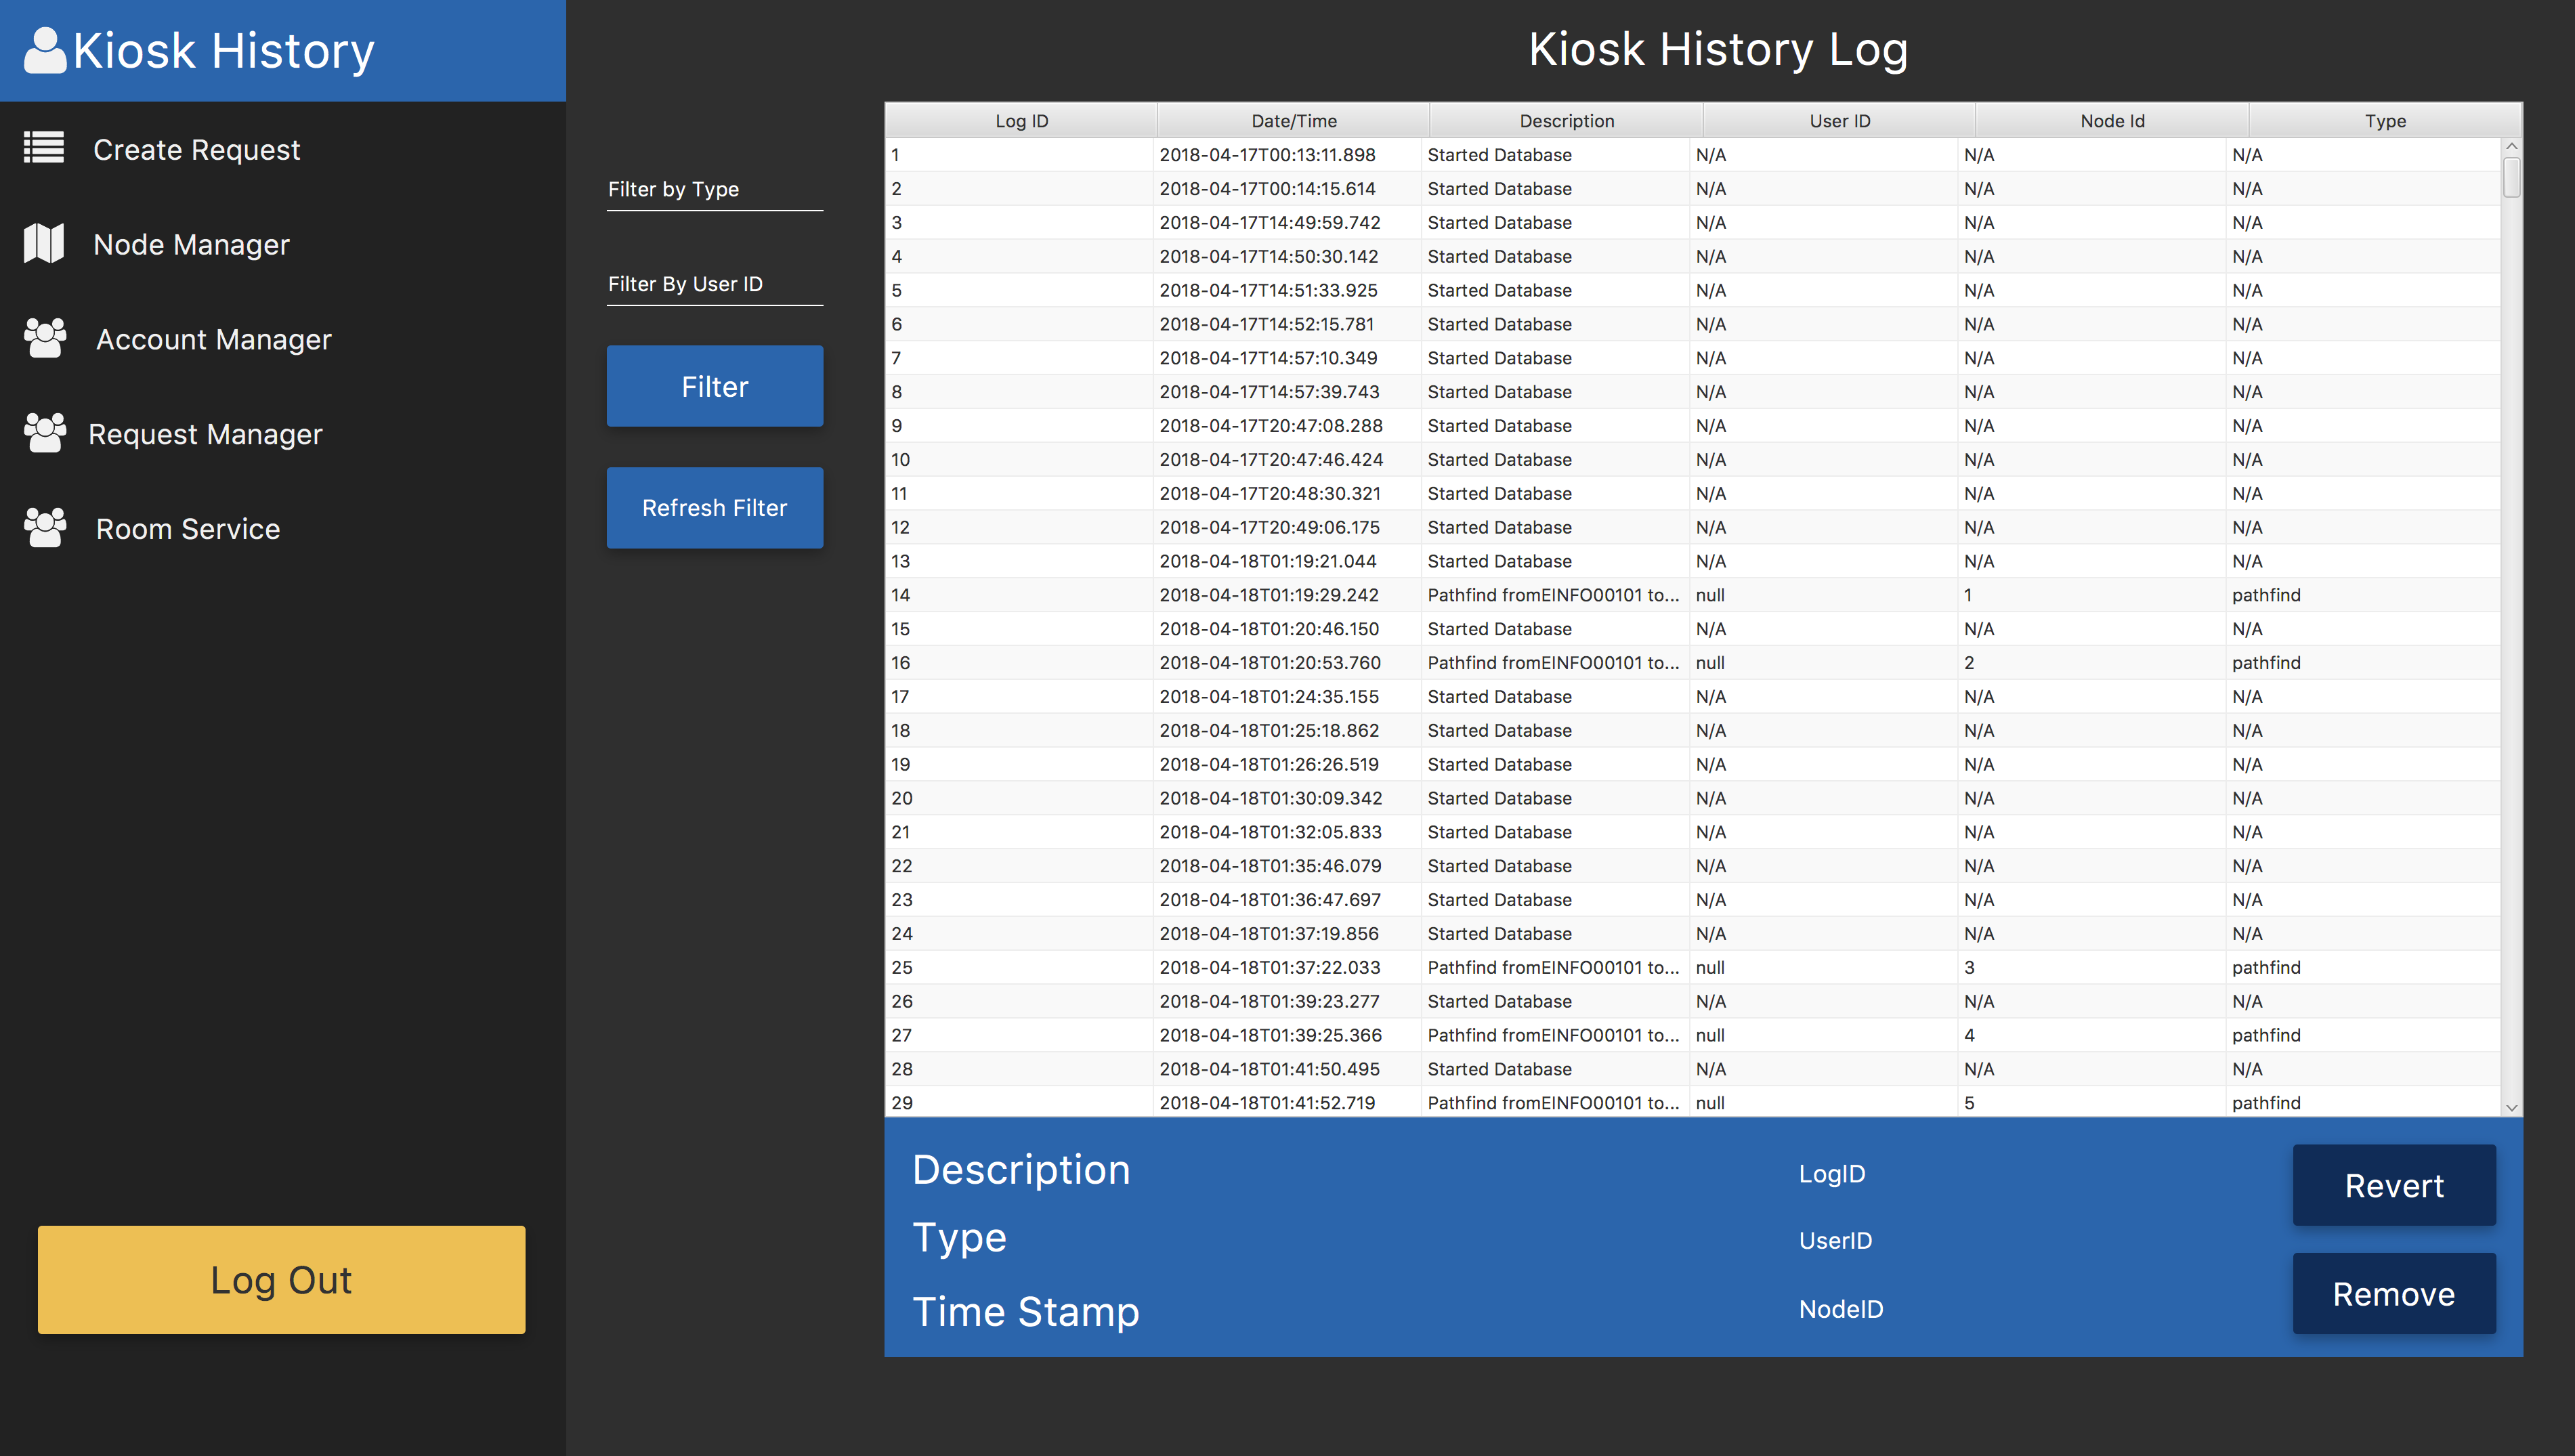 Kiosk History
Create Request
Node Manager
Account Manager
Request Manager
Room Service
Log Out
Filter by Type
Filter By User ID
Filter
Refresh Filter
Kiosk History Log
Log ID Date/Time Description User ID Node Id Type
1 2018-04-17T00:13:11.898 Started Database N/A N/A N/A
2 2018-04-17T00:14:15.614 Started Database N/A N/A N/A
3 2018-04-17T14:49:59.742 Started Database N/A N/A N/A
4 2018-04-17T14:50:30.142 Started Database N/A N/A N/A
5 2018-04-17T14:51:33.925 Started Database N/A N/A N/A
6 2018-04-17T14:52:15.781 Started Database N/A N/A N/A
7 2018-04-17T14:57:10.349 Started Database N/A N/A N/A
8 2018-04-17T14:57:39.743 Started Database N/A N/A N/A
9 2018-04-17T20:47:08.288 Started Database N/A N/A N/A
10 2018-04-17T20:47:46.424 Started Database N/A N/A N/A
11 2018-04-17T20:48:30.321 Started Database N/A N/A N/A
12 2018-04-17T20:49:06.175 Started Database N/A N/A N/A
13 2018-04-18T01:19:21.044 Started Database N/A N/A N/A
14 2018-04-18T01:19:29.242 Pathfind fromEINFO00101 to... null 1 pathfind
15 2018-04-18T01:20:46.150 Started Database N/A N/A N/A
16 2018-04-18T01:20:53.760 Pathfind fromEINFO00101 to... null 2 pathfind
17 2018-04-18T01:24:35.155 Started Database N/A N/A N/A
18 2018-04-18T01:25:18.862 Started Database N/A N/A N/A
19 2018-04-18T01:26:26.519 Started Database N/A N/A N/A
20 2018-04-18T01:30:09.342 Started Database N/A N/A N/A
21 2018-04-18T01:32:05.833 Started Database N/A N/A N/A
22 2018-04-18T01:35:46.079 Started Database N/A N/A N/A
23 2018-04-18T01:36:47.697 Started Database N/A N/A N/A
24 2018-04-18T01:37:19.856 Started Database N/A N/A N/A
25 2018-04-18T01:37:22.033 Pathfind fromEINFO00101 to... null 3 pathfind
26 2018-04-18T01:39:23.277 Started Database N/A N/A N/A
27 2018-04-18T01:39:25.366 Pathfind fromEINFO00101 to... null 4 pathfind
28 2018-04-18T01:41:50.495 Started Database N/A N/A N/A
29 2018-04-18T01:41:52.719 Pathfind fromEINFO00101 to... null 5 pathfind
Description LogID
Type UserID
Time Stamp NodeID
Revert
Remove